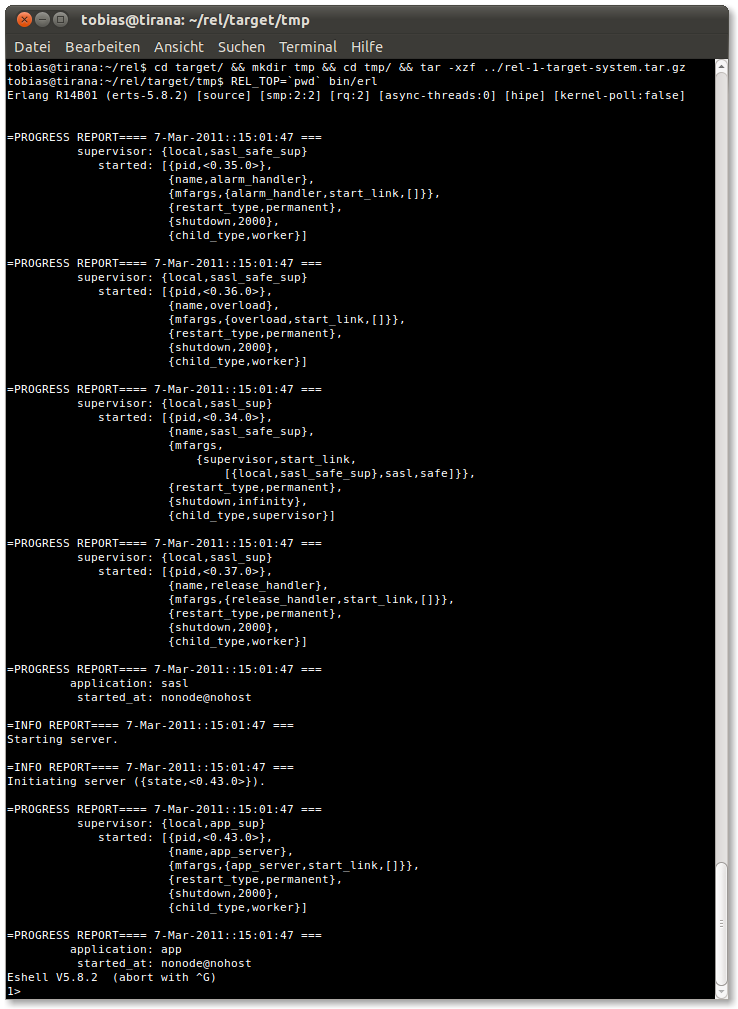 tobias@tirana: ~/rel/target/tmp
Datei Bearbeiten Ansicht Suchen Terminal Hilfe
tobias@tirana:~/rel$ cd target/ && mkdir tmp && cd tmp/ && tar -xzf ../rel-1-target-system.tar.gz
tobias@tirana:~/rel/target/tmp$ REL_TOP=`pwd` bin/erl
Erlang R14B01 (erts-5.8.2) [source] [smp:2:2] [rq:2] [async-threads:0] [hipe] [kernel-poll:false]

=PROGRESS REPORT==== 7-Mar-2011::15:01:47 ===
          supervisor: {local,sasl_safe_sup}
             started: [{pid,<0.35.0>},
                       {name,alarm_handler},
                       {mfargs,{alarm_handler,start_link,[]}},
                       {restart_type,permanent},
                       {shutdown,2000},
                       {child_type,worker}]

=PROGRESS REPORT==== 7-Mar-2011::15:01:47 ===
          supervisor: {local,sasl_safe_sup}
             started: [{pid,<0.36.0>},
                       {name,overload},
                       {mfargs,{overload,start_link,[]}},
                       {restart_type,permanent},
                       {shutdown,2000},
                       {child_type,worker}]

=PROGRESS REPORT==== 7-Mar-2011::15:01:47 ===
          supervisor: {local,sasl_sup}
             started: [{pid,<0.34.0>},
                       {name,sasl_safe_sup},
                       {mfargs,
                           {supervisor,start_link,
                               [{local,sasl_safe_sup},sasl,safe]}},
                       {restart_type,permanent},
                       {shutdown,infinity},
                       {child_type,supervisor}]

=PROGRESS REPORT==== 7-Mar-2011::15:01:47 ===
          supervisor: {local,sasl_sup}
             started: [{pid,<0.37.0>},
                       {name,release_handler},
                       {mfargs,{release_handler,start_link,[]}},
                       {restart_type,permanent},
                       {shutdown,2000},
                       {child_type,worker}]

=PROGRESS REPORT==== 7-Mar-2011::15:01:47 ===
         application: sasl
          started_at: nonode@nohost

=INFO REPORT==== 7-Mar-2011::15:01:47 ===
Starting server.

=INFO REPORT==== 7-Mar-2011::15:01:47 ===
Initiating server ({state,<0.43.0>}).

=PROGRESS REPORT==== 7-Mar-2011::15:01:47 ===
          supervisor: {local,app_sup}
             started: [{pid,<0.43.0>},
                       {name,app_server},
                       {mfargs,{app_server,start_link,[]}},
                       {restart_type,permanent},
                       {shutdown,2000},
                       {child_type,worker}]

=PROGRESS REPORT==== 7-Mar-2011::15:01:47 ===
         application: app
          started_at: nonode@nohost
Eshell V5.8.2  (abort with ^G)
1>